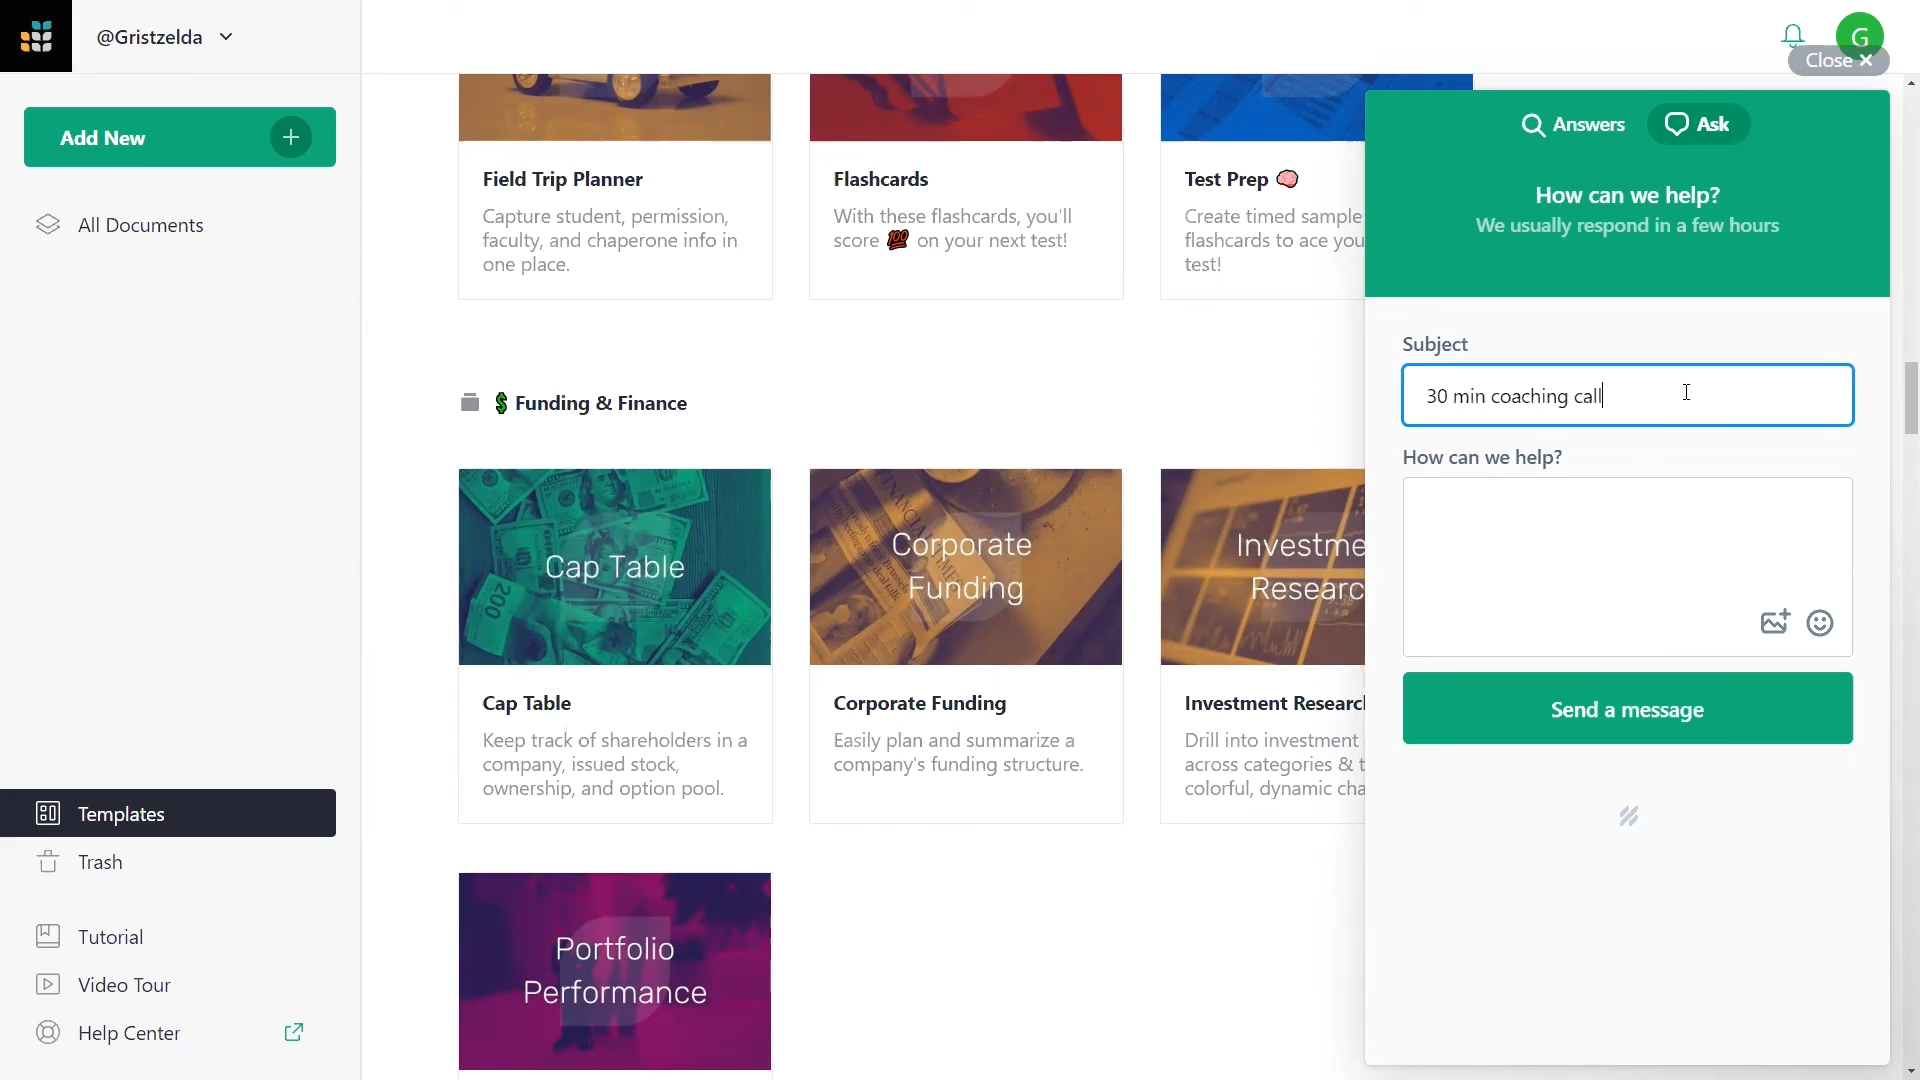 @Gristzelda
G
Close ×
Add New
All Documents
Templates
Trash
Tutorial
Video Tour
Help Center
Field Trip Planner
Capture student, permission,
faculty, and chaperone info in
one place.
Flashcards
With these flashcards, you'll
score 💯 on your next test!
Test Prep 🧠
Create timed sample
flashcards to ace you
test!
💲 Funding & Finance
Cap Table
Cap Table
Keep track of shareholders in a
company, issued stock,
ownership, and option pool.
Corporate
Funding
Corporate Funding
Easily plan and summarize a
company's funding structure.
Investme
Researc
Investment Research
Drill into investment
across categories & t
colorful, dynamic cha
Portfolio
Performance
Answers
Ask
How can we help?
We usually respond in a few hours
Subject
30 min coaching call
How can we help?
Send a message